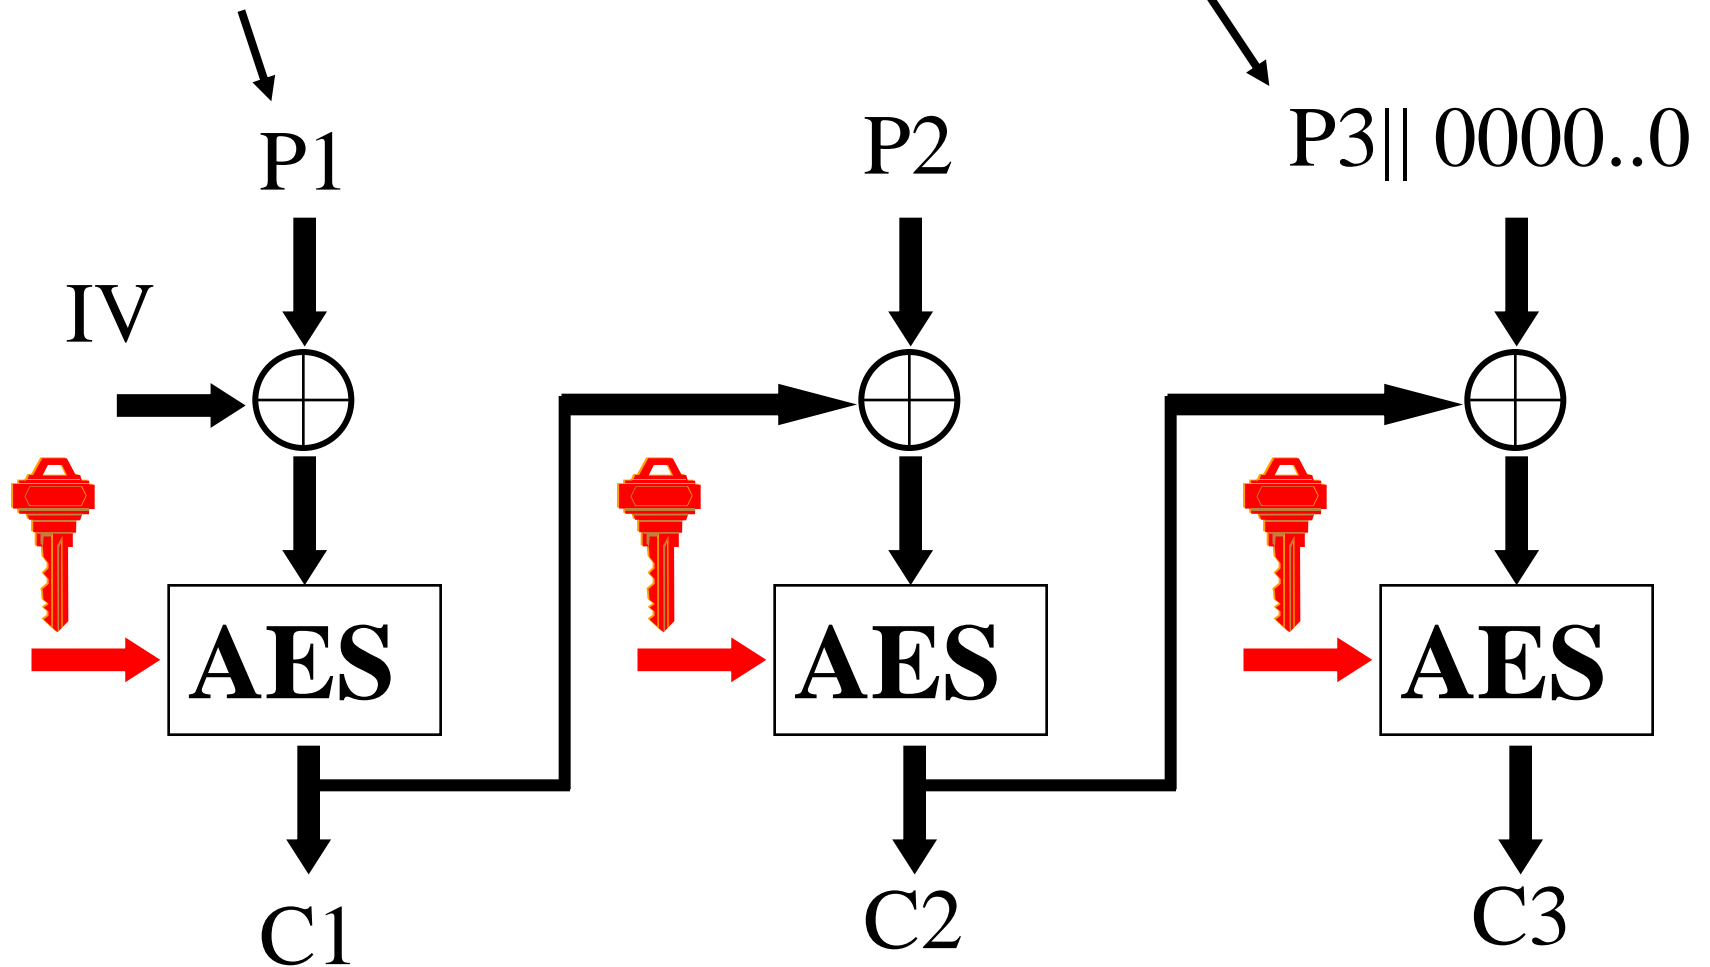 P1
P2
P3|| 0000..0
IV
AES
AES
AES
C1
C2
C3